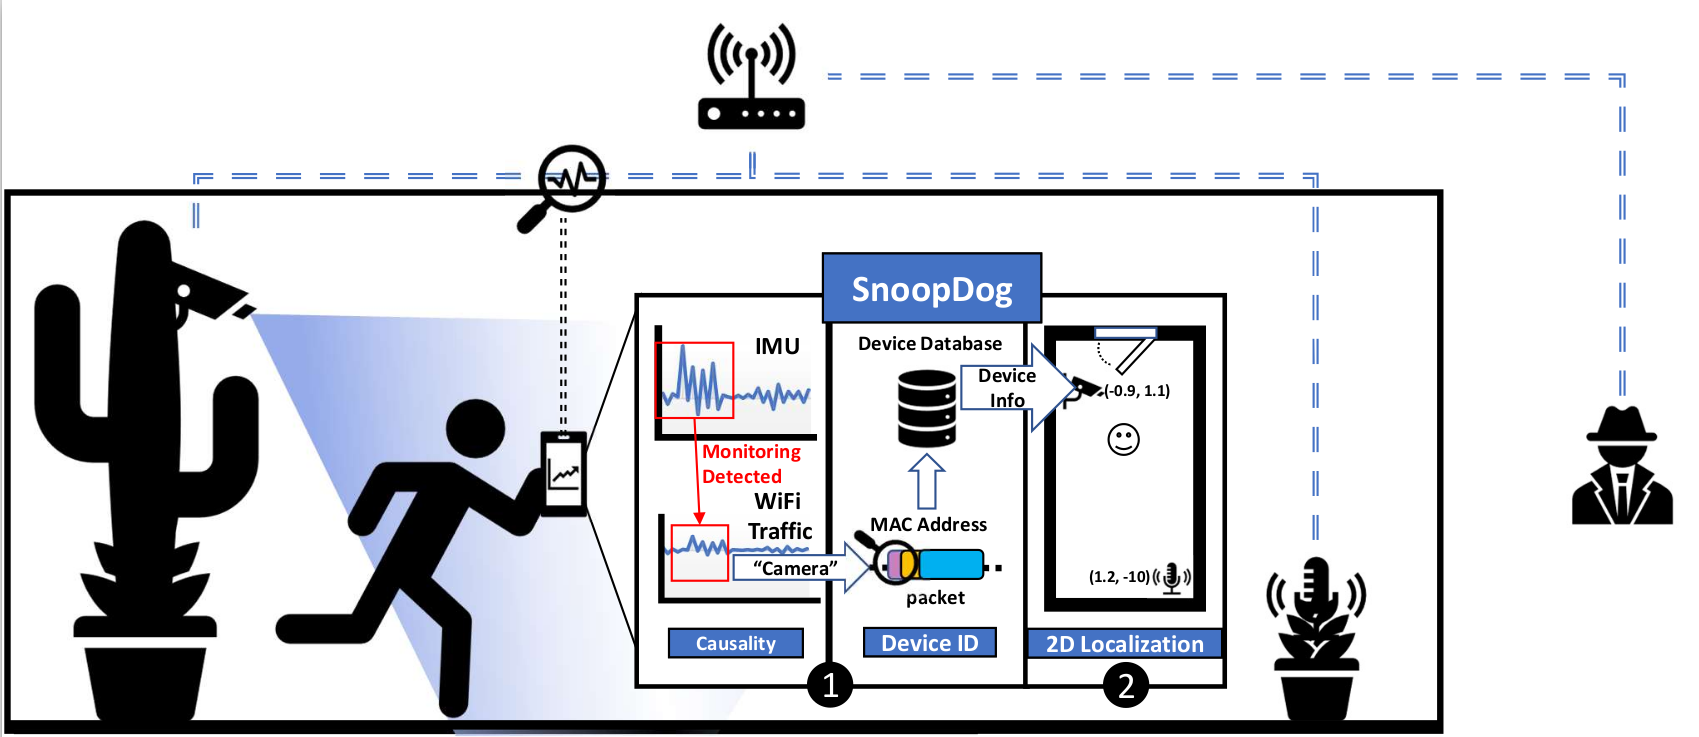 SnoopDog
IMU
Monitoring
Detected
WiFi
Traffic
"Camera"
Causality
Device Database
Device
Info
MAC Address
packet
Device ID
(-0.9, 1.1)
(1.2, -10)
2D Localization
1
2